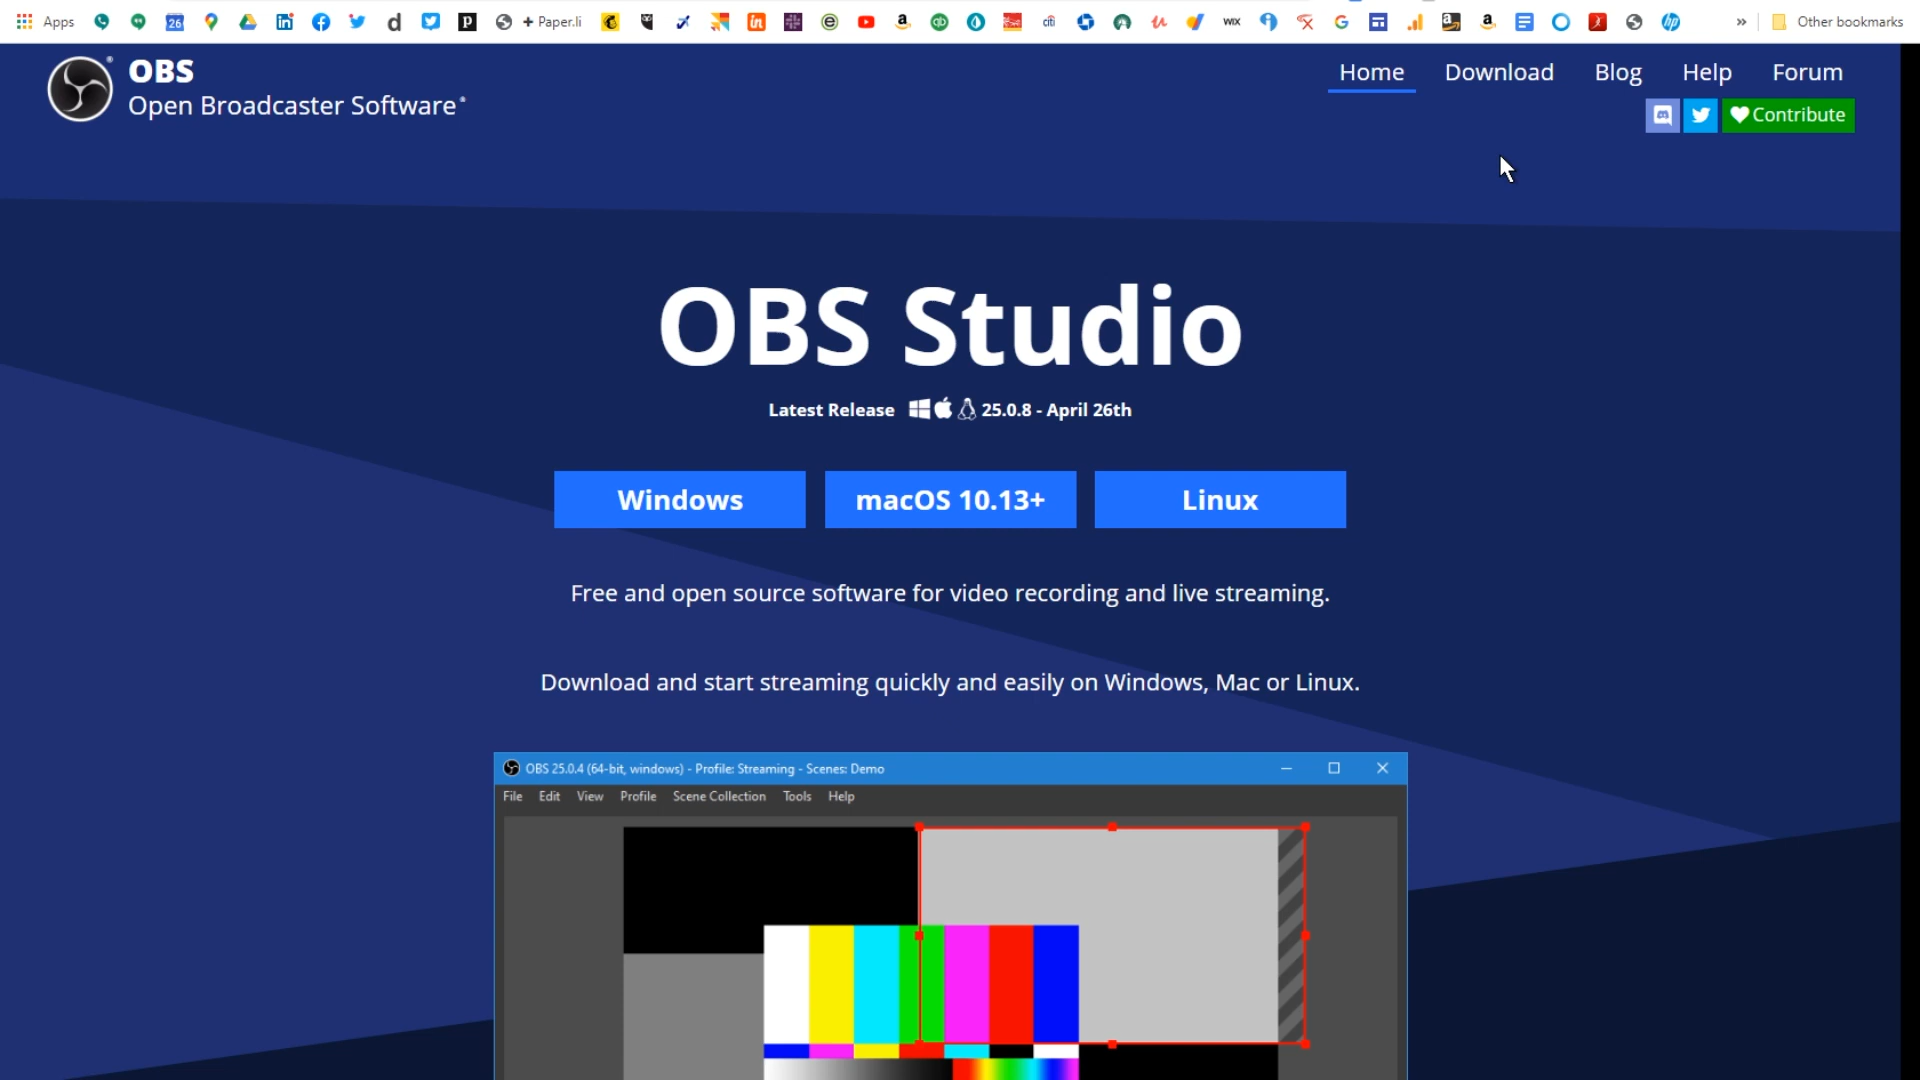 Apps 26 + Paper.li citi WIX Other bookmarks
OBS
Open Broadcaster Software
Home Download Blog Help Forum
Contribute
OBS Studio
Latest Release 25.0.8 - April 26th
Windows macOS 10.13+ Linux
Free and open source software for video recording and live streaming.
Download and start streaming quickly and easily on Windows, Mac or Linux.
OBS 25.0.4 (64-bit, windows) - Profile: Streaming - Scenes: Demo
File Edit View Profile Scene Collection Tools Help